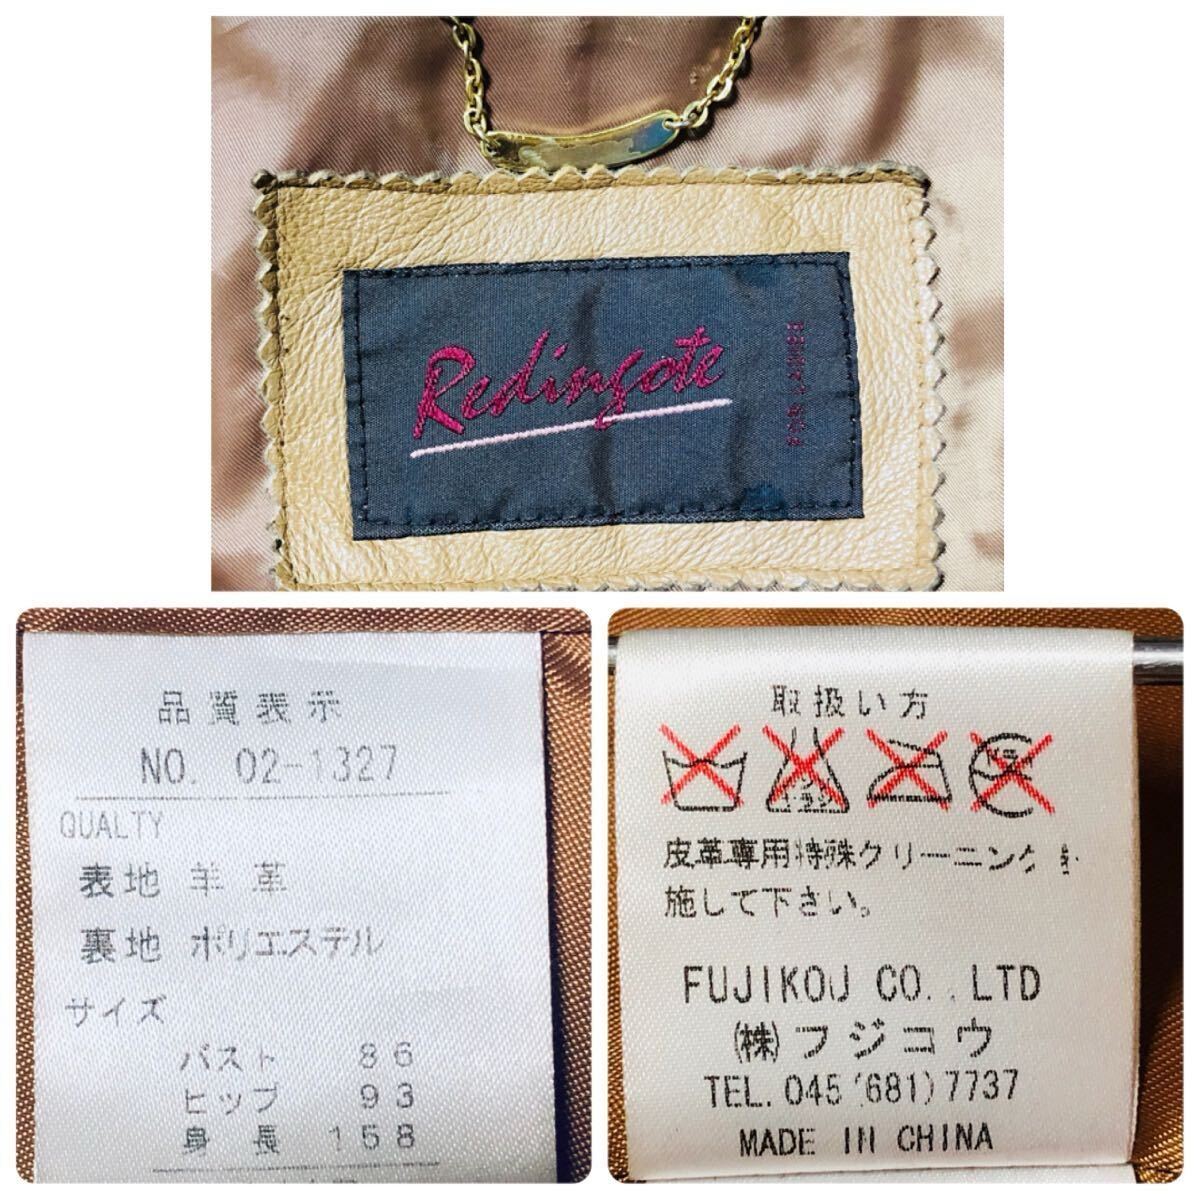 Redingote
FOR LADIES
品質表示
NO. 02-1327
QUALTY
表地 羊革
裏地 ポリエステル
サイズ
バスト 86
ヒップ 93
身長 158
取扱い方
皮革専用特殊クリーニングを
施して下さい。
FUJIKOU CO.,LTD
㈱フジコウ
TEL.045(681)7737
MADE IN CHINA